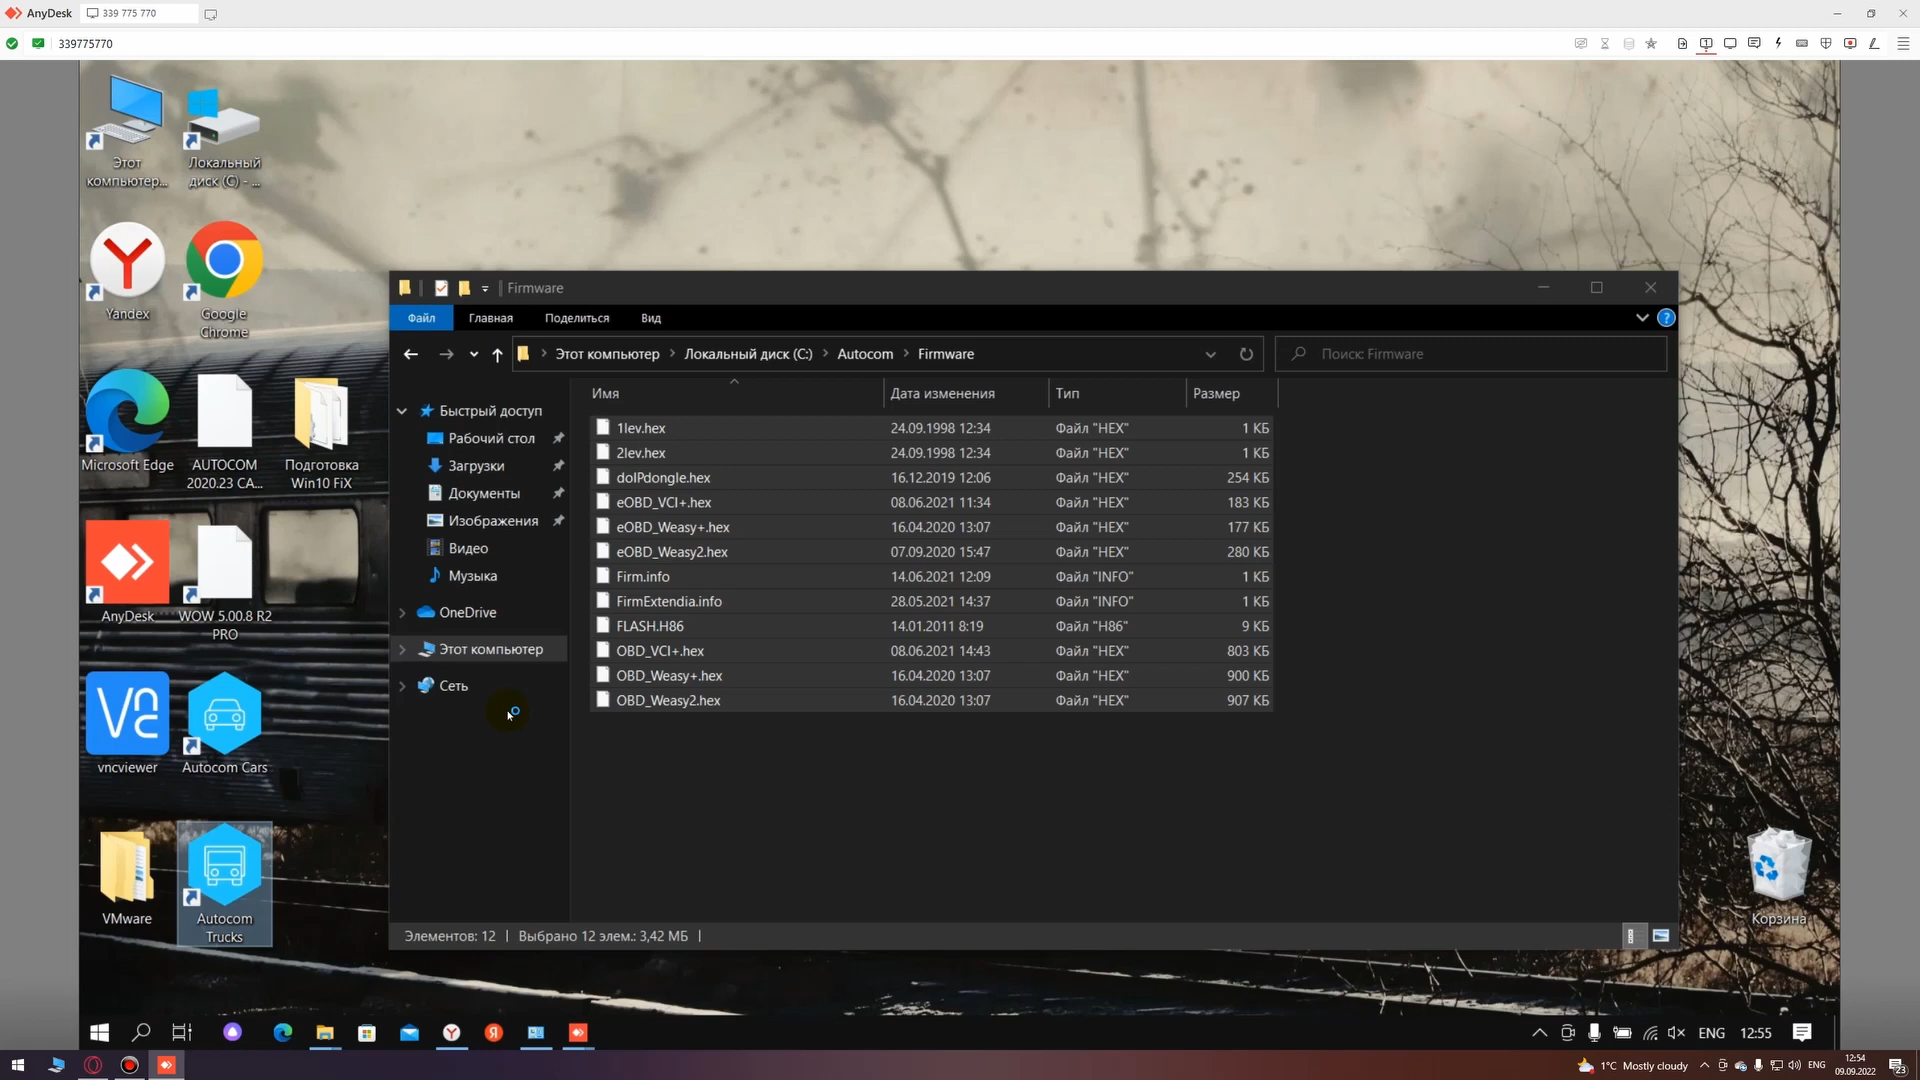 AnyDesk
339 775 770
339775770
Этот
компьютер...
Локальный
диск (C) - ...
Yandex
Google
Chrome
Microsoft Edge
AUTOCOM
2020.23 CA...
Подготовка
Win10 FiX
AnyDesk
WOW 5.00.8 R2
PRO
vncviewer
Autocom Cars
VMware
Autocom
Trucks
Корзина
Firmware
Файл
Главная
Поделиться
Вид
Этот компьютер
Локальный диск (C:)
Autocom
Firmware
Поиск: Firmware
Быстрый доступ
Рабочий стол
Загрузки
Документы
Изображения
Видео
Музыка
OneDrive
Этот компьютер
Сеть
Имя Дата изменения Тип Размер
1lev.hex 24.09.1998 12:34 Файл "HEX" 1 КБ
2lev.hex 24.09.1998 12:34 Файл "HEX" 1 КБ
doIPdongle.hex 16.12.2019 12:06 Файл "HEX" 254 КБ
eOBD_VCI+.hex 08.06.2021 11:34 Файл "HEX" 183 КБ
eOBD_Weasy+.hex 16.04.2020 13:07 Файл "HEX" 177 КБ
eOBD_Weasy2.hex 07.09.2020 15:47 Файл "HEX" 280 КБ
Firm.info 14.06.2021 12:09 Файл "INFO" 1 КБ
FirmExtendia.info 28.05.2021 14:37 Файл "INFO" 1 КБ
FLASH.H86 14.01.2011 8:19 Файл "H86" 9 КБ
OBD_VCI+.hex 08.06.2021 14:43 Файл "HEX" 803 КБ
OBD_Weasy+.hex 16.04.2020 13:07 Файл "HEX" 900 КБ
OBD_Weasy2.hex 16.04.2020 13:07 Файл "HEX" 907 КБ
Элементов: 12 Выбрано 12 элем.: 3,42 МБ
ENG 12:55
1°C Mostly cloudy
ENG
12:54
09.09.2022
23